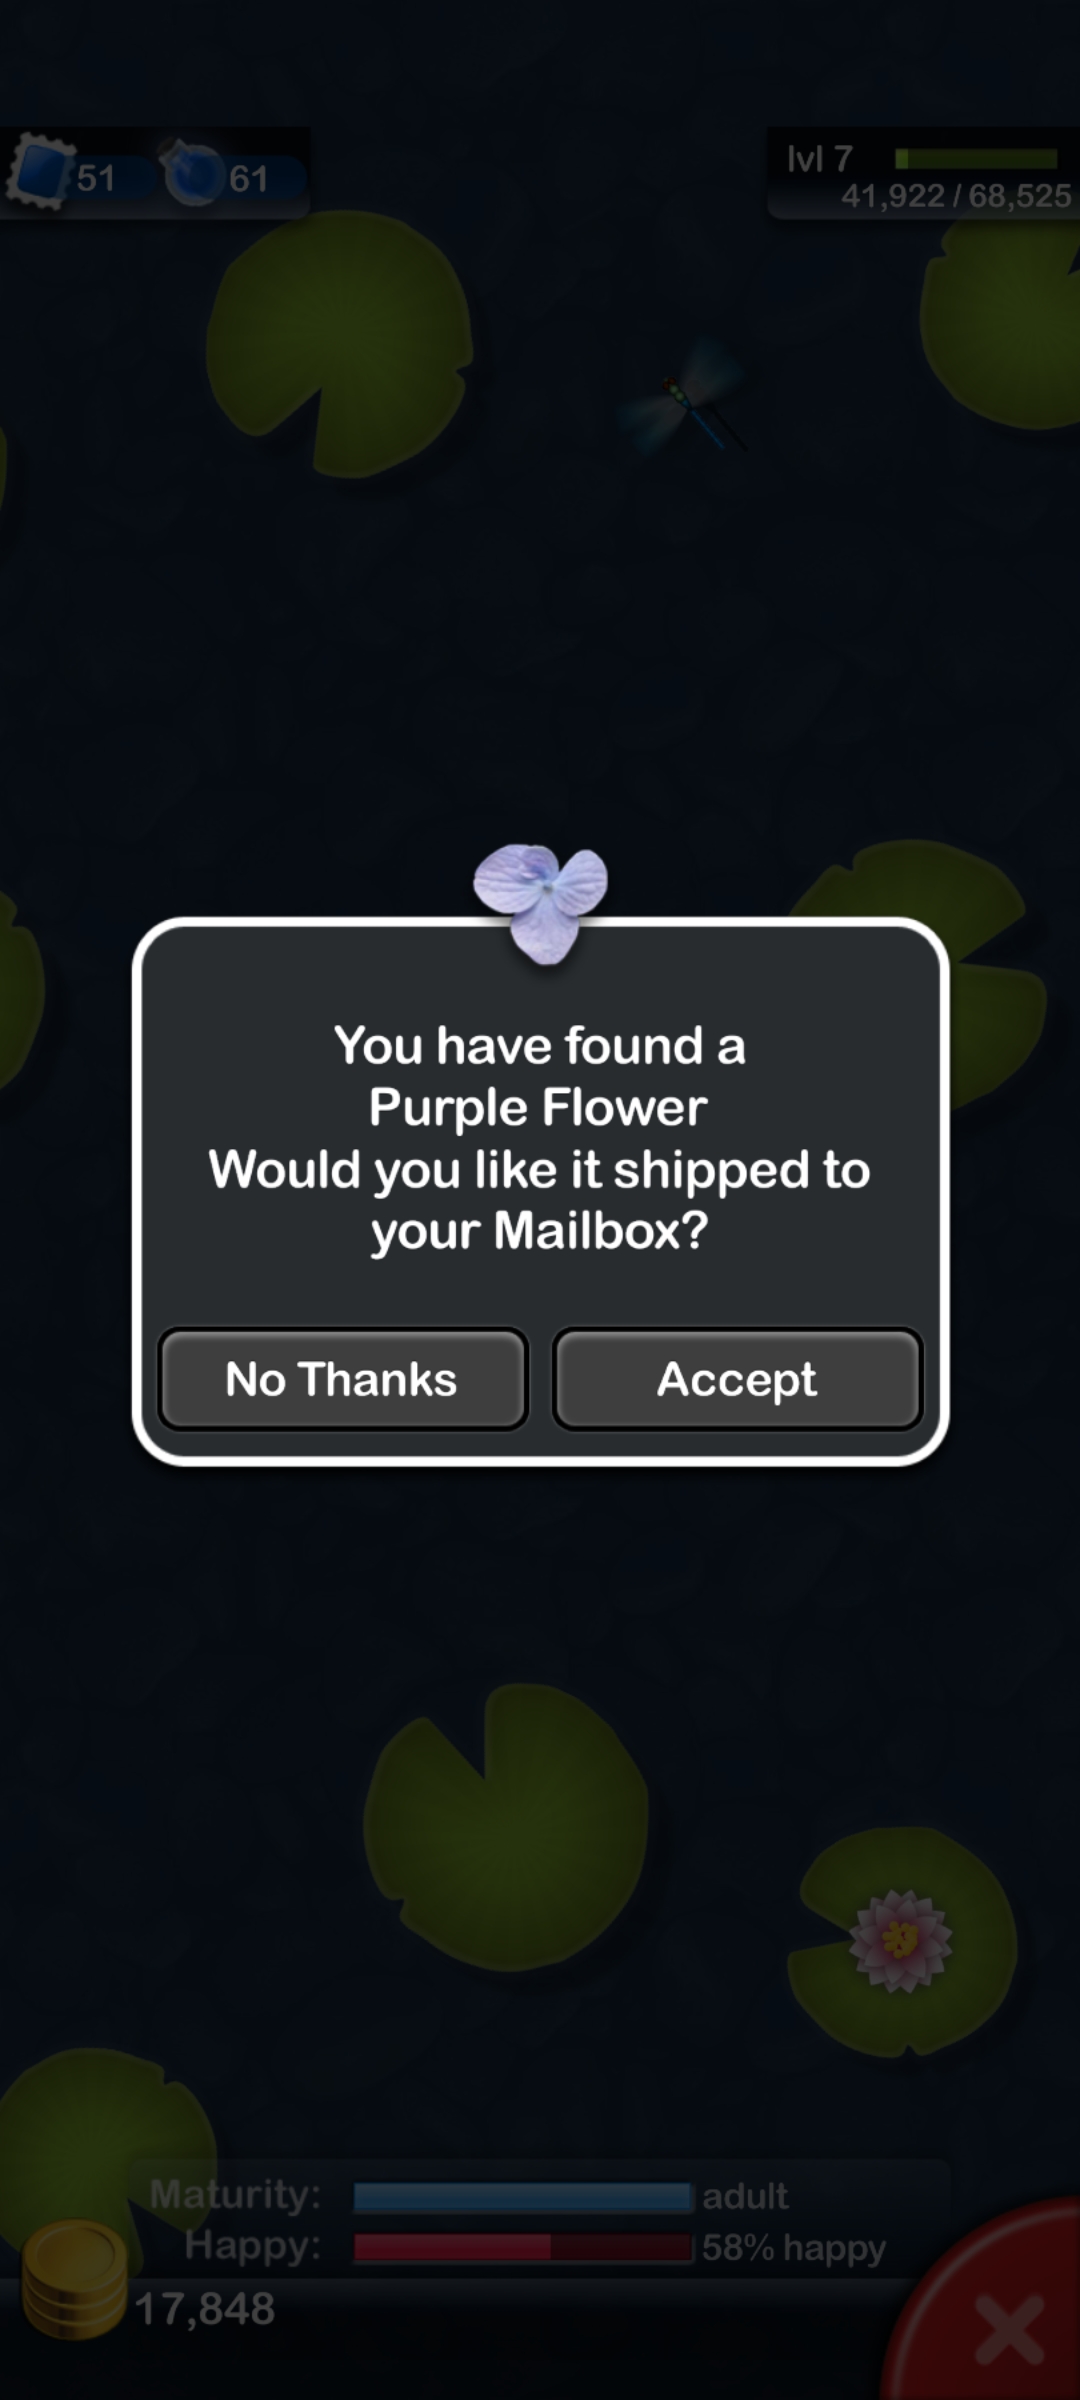 51 61
lvl 7
41,922 / 68,525
You have found a
Purple Flower
Would you like it shipped to
your Mailbox?
No Thanks Accept
Maturity: adult
Happy: 58% happy
17,848